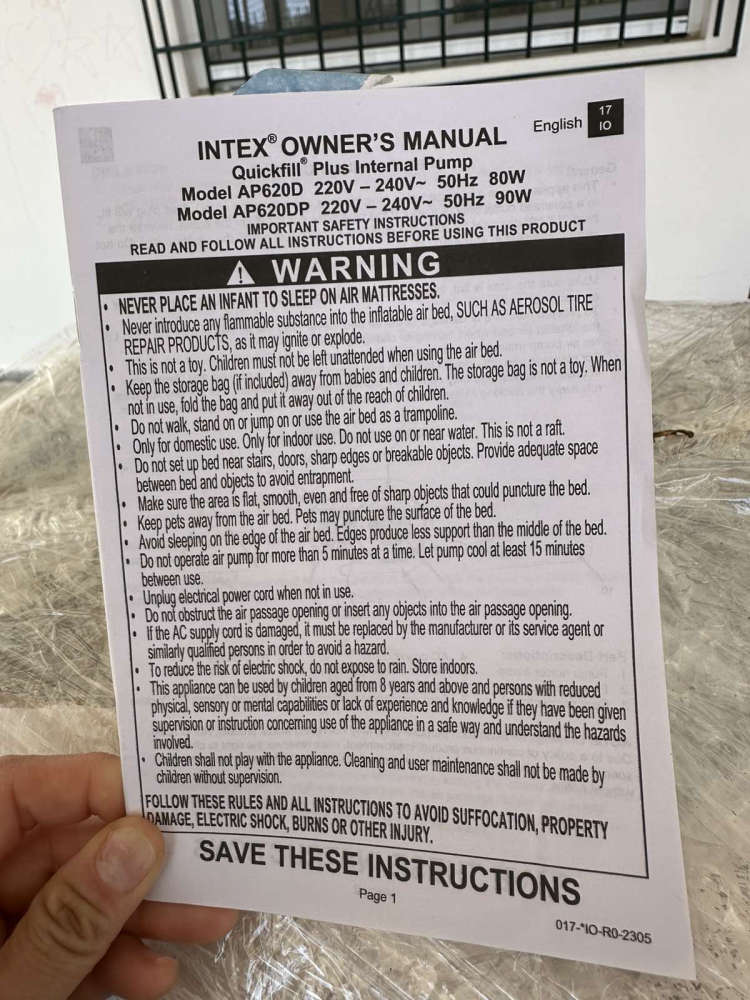 English
17
IO
INTEX® OWNER'S MANUAL
Quickfill® Plus Internal Pump
Model AP620D 220V – 240V~ 50Hz 80W
Model AP620DP 220V – 240V~ 50Hz 90W
IMPORTANT SAFETY INSTRUCTIONS
READ AND FOLLOW ALL INSTRUCTIONS BEFORE USING THIS PRODUCT
WARNING
• NEVER PLACE AN INFANT TO SLEEP ON AIR MATTRESSES.
• Never introduce any flammable substance into the inflatable air bed, SUCH AS AEROSOL TIRE
REPAIR PRODUCTS, as it may ignite or explode.
• This is not a toy. Children must not be left unattended when using the air bed.
• Keep the storage bag (if included) away from babies and children. The storage bag is not a toy. When
not in use, fold the bag and put it away out of the reach of children.
• Do not walk, stand on or jump on or use the air bed as a trampoline.
• Only for domestic use. Only for indoor use. Do not use on or near water. This is not a raft.
• Do not set up bed near stairs, doors, sharp edges or breakable objects. Provide adequate space
between bed and objects to avoid entrapment.
• Make sure the area is flat, smooth, even and free of sharp objects that could puncture the bed.
• Keep pets away from the air bed. Pets may puncture the surface of the bed.
• Avoid sleeping on the edge of the air bed. Edges produce less support than the middle of the bed.
• Do not operate air pump for more than 5 minutes at a time. Let pump cool at least 15 minutes
between use.
• Unplug electrical power cord when not in use.
• Do not obstruct the air passage opening or insert any objects into the air passage opening.
• If the AC supply cord is damaged, it must be replaced by the manufacturer or its service agent or
similarly qualified persons in order to avoid a hazard.
• To reduce the risk of electric shock, do not expose to rain. Store indoors.
• This appliance can be used by children aged from 8 years and above and persons with reduced
physical, sensory or mental capabilities or lack of experience and knowledge if they have been given
supervision or instruction concerning use of the appliance in a safe way and understand the hazards
involved.
• Children shall not play with the appliance. Cleaning and user maintenance shall not be made by
children without supervision.
FOLLOW THESE RULES AND ALL INSTRUCTIONS TO AVOID SUFFOCATION, PROPERTY
DAMAGE, ELECTRIC SHOCK, BURNS OR OTHER INJURY.
SAVE THESE INSTRUCTIONS
Page 1
017-*IO-R0-2305